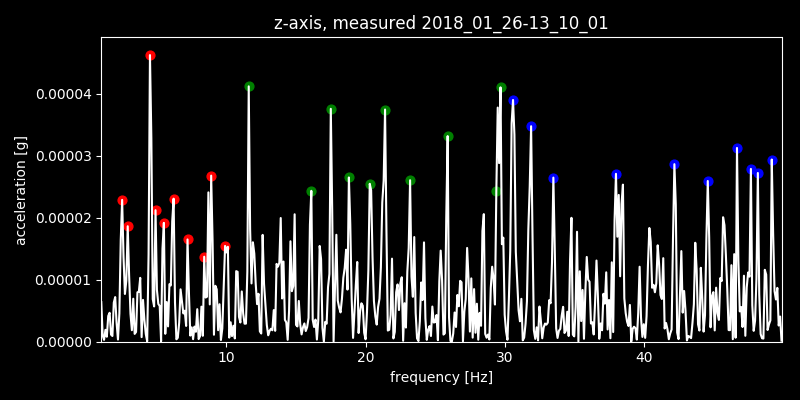 z-axis, measured 2018_01_26-13_10_01
0.00004
0.00003
0.00002
0.00001
0.00000
acceleration [g]
10 20 30 40
frequency [Hz]